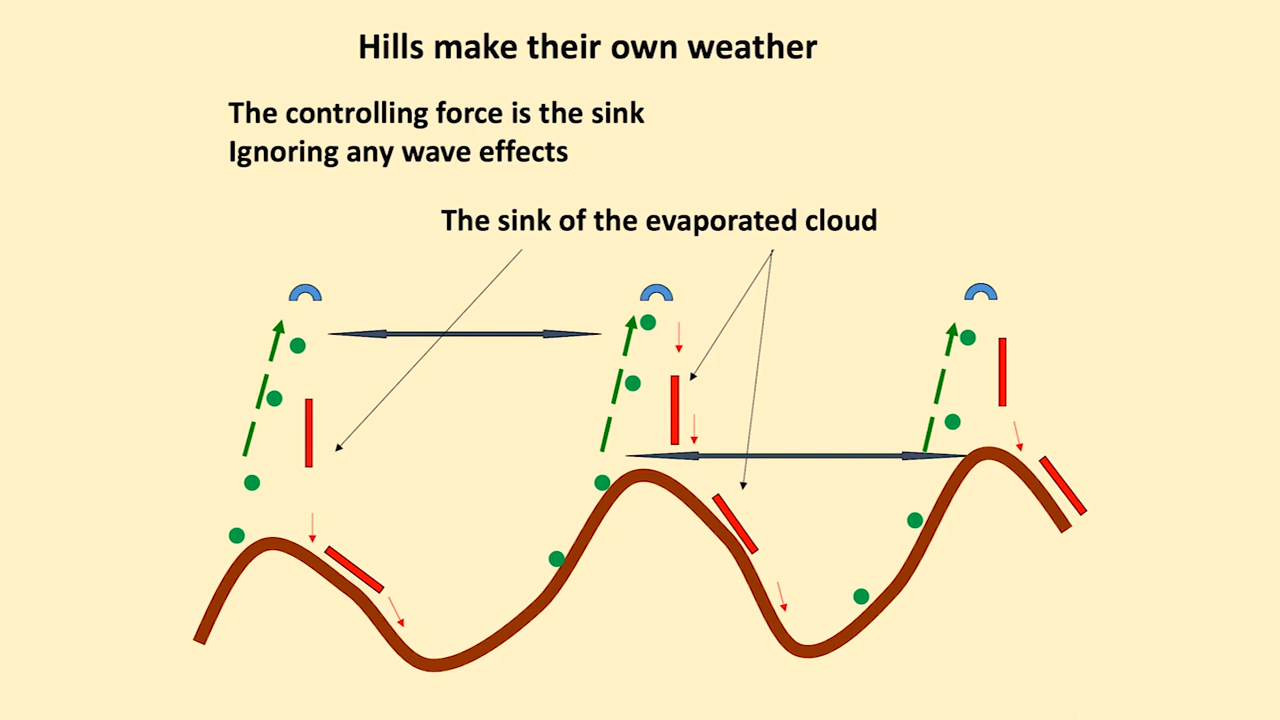 Hills make their own weather
The controlling force is the sink
Ignoring any wave effects
The sink of the evaporated cloud